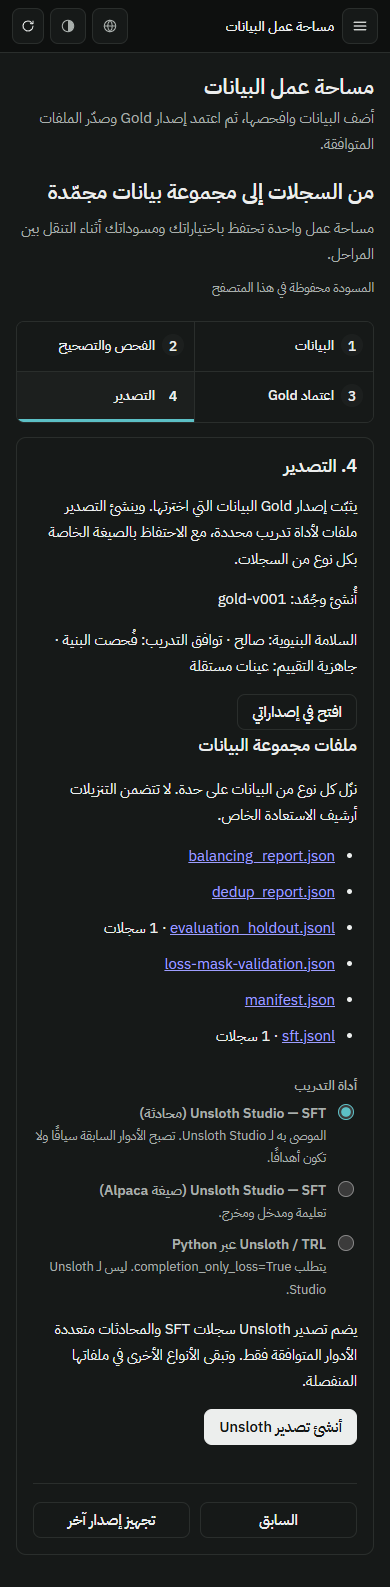 مساحة عمل البيانات
مساحة عمل البيانات
أضف البيانات وافحصها، ثم اعتمد إصدار Gold وصدّر الملفات
المتوافقة.
من السجلات إلى مجموعة بيانات مجمّدة
مساحة عمل واحدة تحتفظ باختياراتك ومسوداتك أثناء التنقل بين
المراحل.
المسودة محفوظة في هذا المتصفح
1 البيانات
2 الفحص والتصحيح
3 اعتماد Gold
4 التصدير
4. التصدير
يثبّت إصدار Gold البيانات التي اخترتها. وينشئ التصدير
ملفات لأداة تدريب محددة، مع الاحتفاظ بالصيغة الخاصة
بكل نوع من السجلات.
أُنشئ وجُمّد: gold-v001
السلامة البنيوية: صالح · توافق التدريب: فُحصت البنية ·
جاهزية التقييم: عينات مستقلة
افتح في إصداراتي
ملفات مجموعة البيانات
نزّل كل نوع من البيانات على حدة. لا تتضمن التنزيلات
أرشيف الاستعادة الخاص.
balancing_report.json
dedup_report.json
evaluation_holdout.jsonl · 1 سجلات
loss-mask-validation.json
manifest.json
sft.jsonl · 1 سجلات
أداة التدريب
Unsloth Studio — SFT (محادثة)
الموصى به لـ Unsloth Studio. تصبح الأدوار السابقة سياقًا ولا
تكون أهدافًا.
Unsloth Studio — SFT (صيغة Alpaca)
تعليمة ومدخل ومخرج.
Unsloth / TRL عبر Python
يتطلب completion_only_loss=True. ليس لـ Unsloth
Studio.
يضم تصدير Unsloth سجلات SFT والمحادثات متعددة
الأدوار المتوافقة فقط. وتبقى الأنواع الأخرى في ملفاتها
المنفصلة.
أنشئ تصدير Unsloth
السابق
تجهيز إصدار آخر